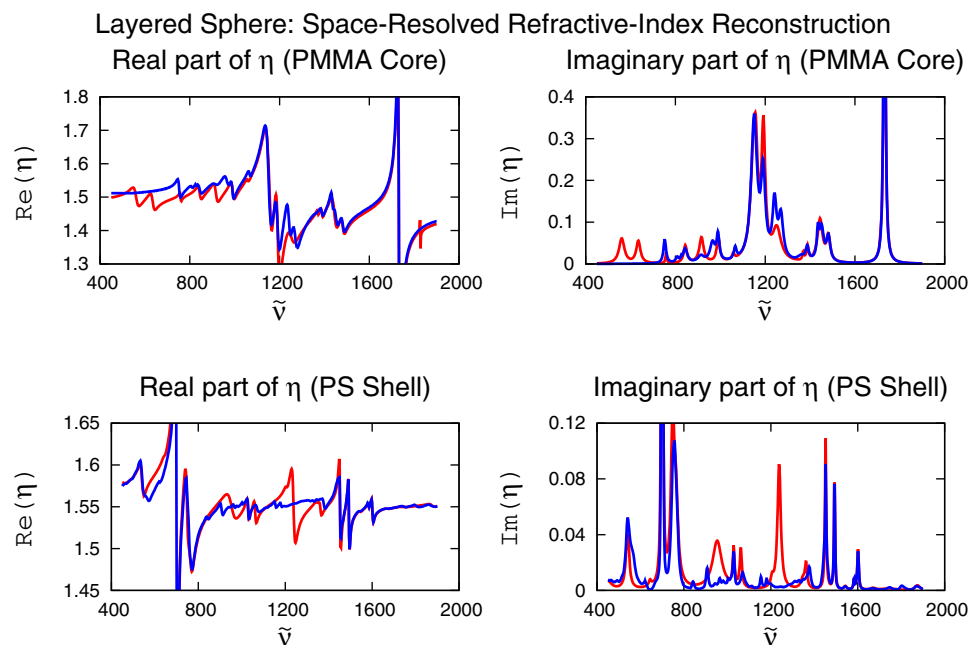 Layered Sphere: Space-Resolved Refractive-Index Reconstruction
Real part of η (PMMA Core)
Imaginary part of η (PMMA Core)
1.8
1.7
1.6
1.5
1.4
1.3
Re(η)
400 800 1200 1600 2000
ṽ
0.4
0.3
0.2
0.1
0
Im(η)
400 800 1200 1600 2000
ṽ
Real part of η (PS Shell)
Imaginary part of η (PS Shell)
1.65
1.6
1.55
1.5
1.45
Re(η)
400 800 1200 1600 2000
ṽ
0.12
0.08
0.04
0
Im(η)
400 800 1200 1600 2000
ṽ